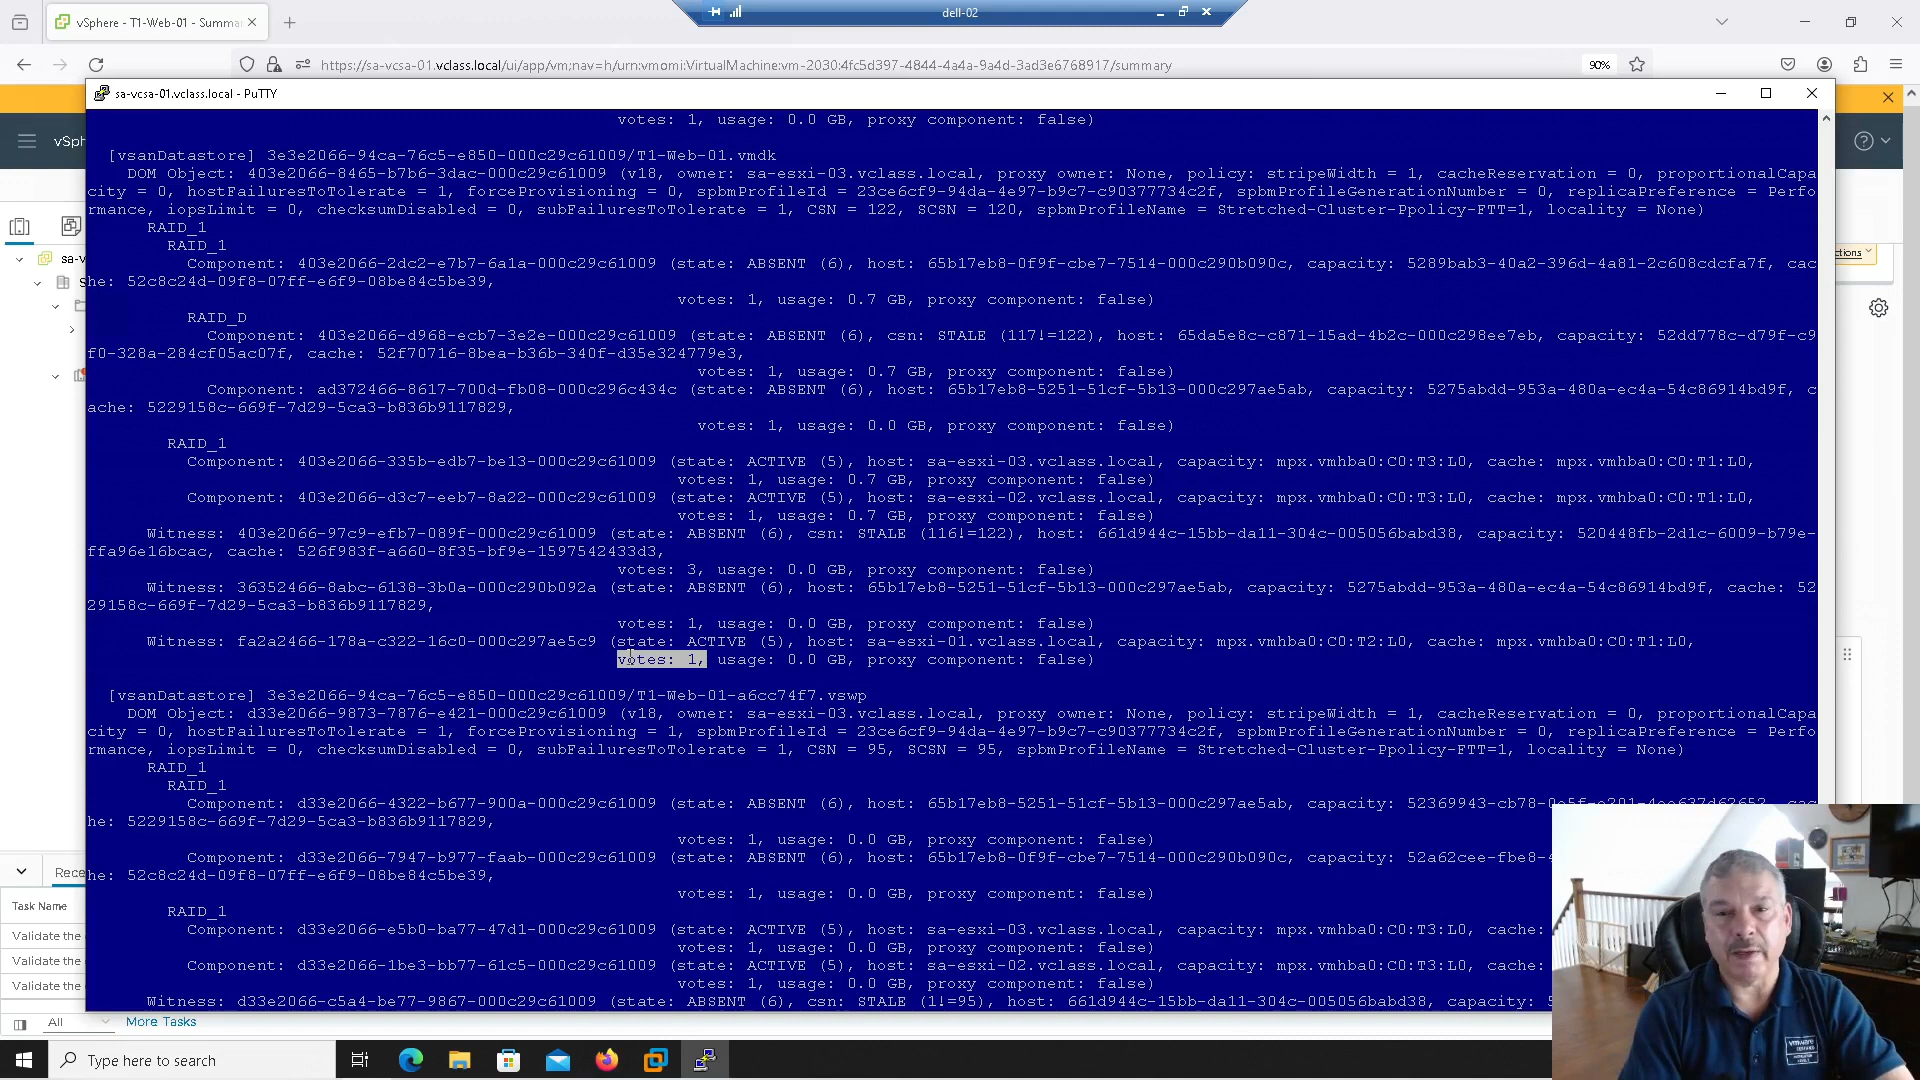 vSphere - T1-Web-01 - Summa
dell-02
https://sa-vcsa-01.vclass.local/ui/app/vm;nav=h/urn:vmomi:VirtualMachine:vm-2030:4fc5d397-4844-4a4a-9a4d-3ad3e6768917/summary
90%
sa-vcsa-01.vclass.local - PuTTY
vSph
sa-v
ctions
votes: 1, usage: 0.0 GB, proxy component: false)
[vsanDatastore] 3e3e2066-94ca-76c5-e850-000c29c61009/T1-Web-01.vmdk
DOM Object: 403e2066-8465-b7b6-3dac-000c29c61009 (v18, owner: sa-esxi-03.vclass.local, proxy owner: None, policy: stripeWidth = 1, cacheReservation = 0, proportionalCapa
city = 0, hostFailuresToTolerate = 1, forceProvisioning = 0, spbmProfileId = 23ce6cf9-94da-4e97-b9c7-c90377734c2f, spbmProfileGenerationNumber = 0, replicaPreference = Perfo
rmance, iopsLimit = 0, checksumDisabled = 0, subFailuresToTolerate = 1, CSN = 122, SCSN = 120, spbmProfileName = Stretched-Cluster-Ppolicy-FTT=1, locality = None)
RAID_1
RAID_1
Component: 403e2066-2dc2-e7b7-6a1a-000c29c61009 (state: ABSENT (6), host: 65b17eb8-0f9f-cbe7-7514-000c290b090c, capacity: 5289bab3-40a2-396d-4a81-2c608cdcfa7f, cac
he: 52c8c24d-09f8-07ff-e6f9-08be84c5be39,
votes: 1, usage: 0.7 GB, proxy component: false)
RAID_D
Component: 403e2066-d968-ecb7-3e2e-000c29c61009 (state: ABSENT (6), csn: STALE (117!=122), host: 65da5e8c-c871-15ad-4b2c-000c298ee7eb, capacity: 52dd778c-d79f-c9
f0-328a-284cf05ac07f, cache: 52f70716-8bea-b36b-340f-d35e324779e3,
votes: 1, usage: 0.7 GB, proxy component: false)
Component: ad372466-8617-700d-fb08-000c296c434c (state: ABSENT (6), host: 65b17eb8-5251-51cf-5b13-000c297ae5ab, capacity: 5275abdd-953a-480a-ec4a-54c86914bd9f, c
ache: 5229158c-669f-7d29-5ca3-b836b9117829,
votes: 1, usage: 0.0 GB, proxy component: false)
RAID_1
Component: 403e2066-335b-edb7-be13-000c29c61009 (state: ACTIVE (5), host: sa-esxi-03.vclass.local, capacity: mpx.vmhba0:C0:T3:L0, cache: mpx.vmhba0:C0:T1:L0,
votes: 1, usage: 0.7 GB, proxy component: false)
Component: 403e2066-d3c7-eeb7-8a22-000c29c61009 (state: ACTIVE (5), host: sa-esxi-02.vclass.local, capacity: mpx.vmhba0:C0:T3:L0, cache: mpx.vmhba0:C0:T1:L0,
votes: 1, usage: 0.7 GB, proxy component: false)
Witness: 403e2066-97c9-efb7-089f-000c29c61009 (state: ABSENT (6), csn: STALE (116!=122), host: 661d944c-15bb-da11-304c-005056babd38, capacity: 520448fb-2d1c-6009-b79e-
ffa96e16bcac, cache: 526f983f-a660-8f35-bf9e-1597542433d3,
votes: 3, usage: 0.0 GB, proxy component: false)
Witness: 36352466-8abc-6138-3b0a-000c290b092a (state: ABSENT (6), host: 65b17eb8-5251-51cf-5b13-000c297ae5ab, capacity: 5275abdd-953a-480a-ec4a-54c86914bd9f, cache: 52
29158c-669f-7d29-5ca3-b836b9117829,
votes: 1, usage: 0.0 GB, proxy component: false)
Witness: fa2a2466-178a-c322-16c0-000c297ae5c9 (state: ACTIVE (5), host: sa-esxi-01.vclass.local, capacity: mpx.vmhba0:C0:T2:L0, cache: mpx.vmhba0:C0:T1:L0,
votes: 1, usage: 0.0 GB, proxy component: false)
[vsanDatastore] 3e3e2066-94ca-76c5-e850-000c29c61009/T1-Web-01-a6cc74f7.vswp
DOM Object: d33e2066-9873-7876-e421-000c29c61009 (v18, owner: sa-esxi-03.vclass.local, proxy owner: None, policy: stripeWidth = 1, cacheReservation = 0, proportionalCapa
city = 0, hostFailuresToTolerate = 1, forceProvisioning = 1, spbmProfileId = 23ce6cf9-94da-4e97-b9c7-c90377734c2f, spbmProfileGenerationNumber = 0, replicaPreference = Perfo
rmance, iopsLimit = 0, checksumDisabled = 0, subFailuresToTolerate = 1, CSN = 95, SCSN = 95, spbmProfileName = Stretched-Cluster-Ppolicy-FTT=1, locality = None)
RAID_1
RAID_1
Component: d33e2066-4322-b677-900a-000c29c61009 (state: ABSENT (6), host: 65b17eb8-5251-51cf-5b13-000c297ae5ab, capacity:
he: 5229158c-669f-7d29-5ca3-b836b9117829,
votes: 1, usage: 0.0 GB, proxy component: false)
Component: d33e2066-7947-b977-faab-000c29c61009 (state: ABSENT (6), host: 65b17eb8-0f9f-cbe7-7514-000c290b090c, capacity: 52a62cee-fbe8-4
he: 52c8c24d-09f8-07ff-e6f9-08be84c5be39,
votes: 1, usage: 0.0 GB, proxy component: false)
RAID_1
Component: d33e2066-e5b0-ba77-47d1-000c29c61009 (state: ACTIVE (5), host: sa-esxi-03.vclass.local, capacity: mpx.vmhba0:C0:T3:L0, cache:
votes: 1, usage: 0.0 GB, proxy component: false)
Component: d33e2066-1be3-bb77-61c5-000c29c61009 (state: ACTIVE (5), host: sa-esxi-02.vclass.local, capacity: mpx.vmhba0:C0:T3:L0, cache:
votes: 1, usage: 0.0 GB, proxy component: false)
Witness: d33e2066-c5a4-be77-9867-000c29c61009 (state: ABSENT (6), csn: STALE (1!=95), host: 661d944c-15bb-da11-304c-005056babd38, capacity: 5
Rece
Task Name
Validate the
Validate the
Validate the
All
More Tasks
Type here to search
vmware